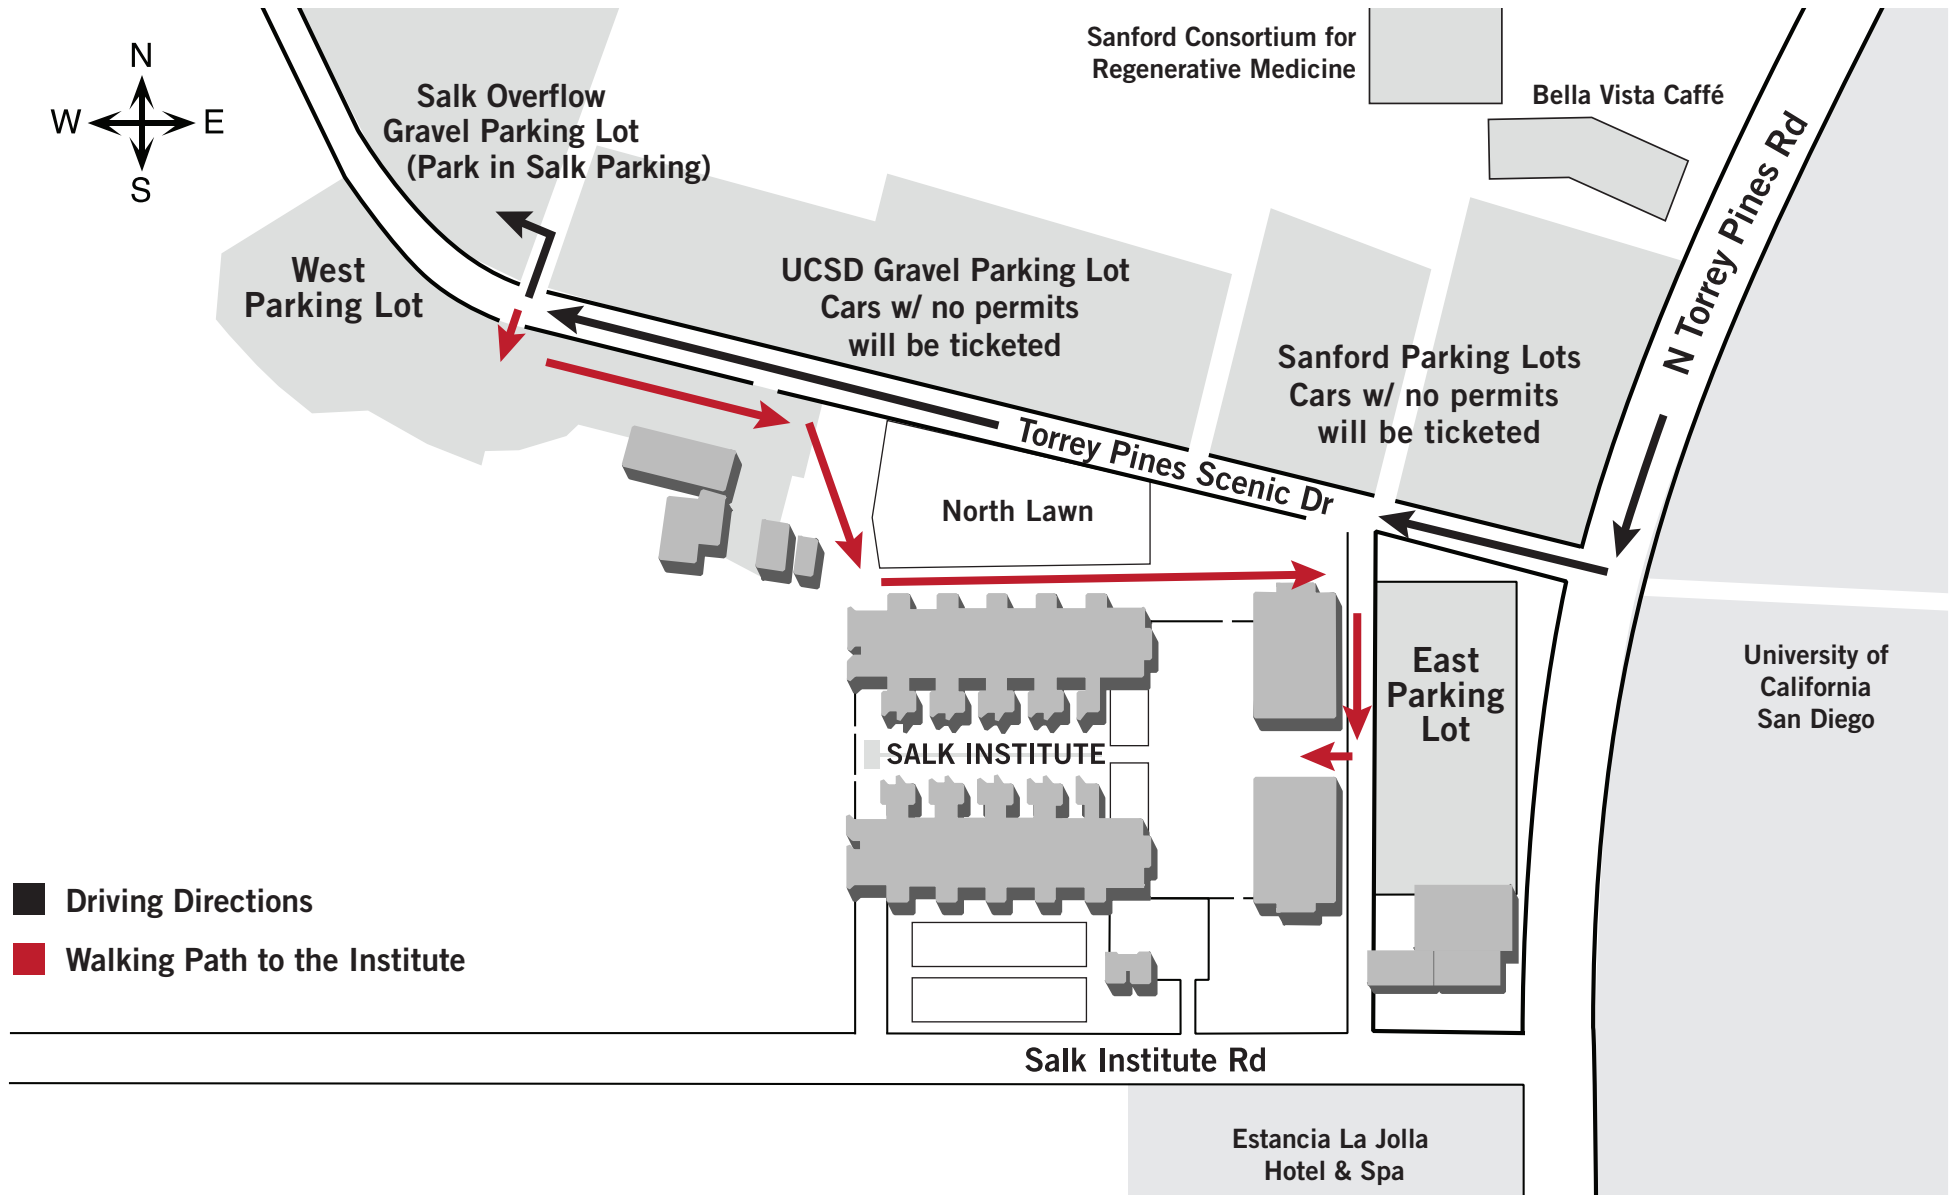 N
W
E
S
Salk Overflow
Gravel Parking Lot
(Park in Salk Parking)
Sanford Consortium for
Regenerative Medicine
Bella Vista Caffé
N Torrey Pines Rd
West
Parking Lot
UCSD Gravel Parking Lot
Cars w/ no permits
will be ticketed
Sanford Parking Lots
Cars w/ no permits
will be ticketed
Torrey Pines Scenic Dr
North Lawn
East
Parking
Lot
University of
California
San Diego
SALK INSTITUTE
Driving Directions
Walking Path to the Institute
Salk Institute Rd
Estancia La Jolla
Hotel & Spa